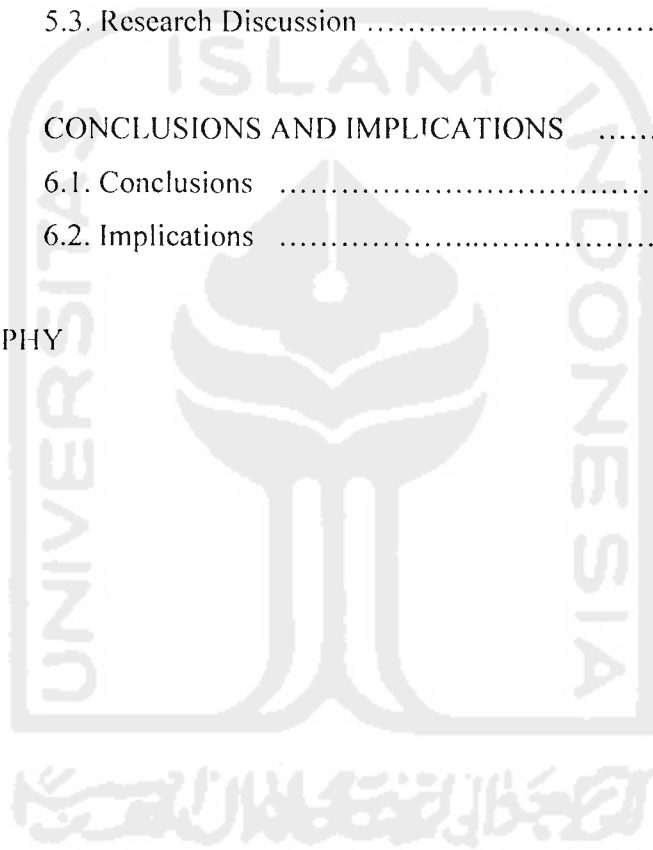 5.3. Research Discussion ............................
ISLAM
CONCLUSIONS AND IMPLICATIONS ......
6.1. Conclusions ....................................
6.2. Implications ....................................
PHY
UNIVERSITAS
INDONESIA